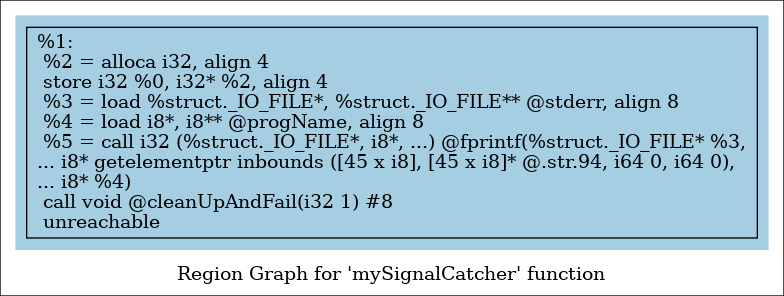 %1:
%2 = alloca i32, align 4
store i32 %0, i32* %2, align 4
%3 = load %struct._IO_FILE*, %struct._IO_FILE** @stderr, align 8
%4 = load i8*, i8** @progName, align 8
%5 = call i32 (%struct._IO_FILE*, i8*, ...) @fprintf(%struct._IO_FILE* %3,
... i8* getelementptr inbounds ([45 x i8], [45 x i8]* @.str.94, i64 0, i64 0),
... i8* %4)
call void @cleanUpAndFail(i32 1) #8
unreachable
Region Graph for 'mySignalCatcher' function